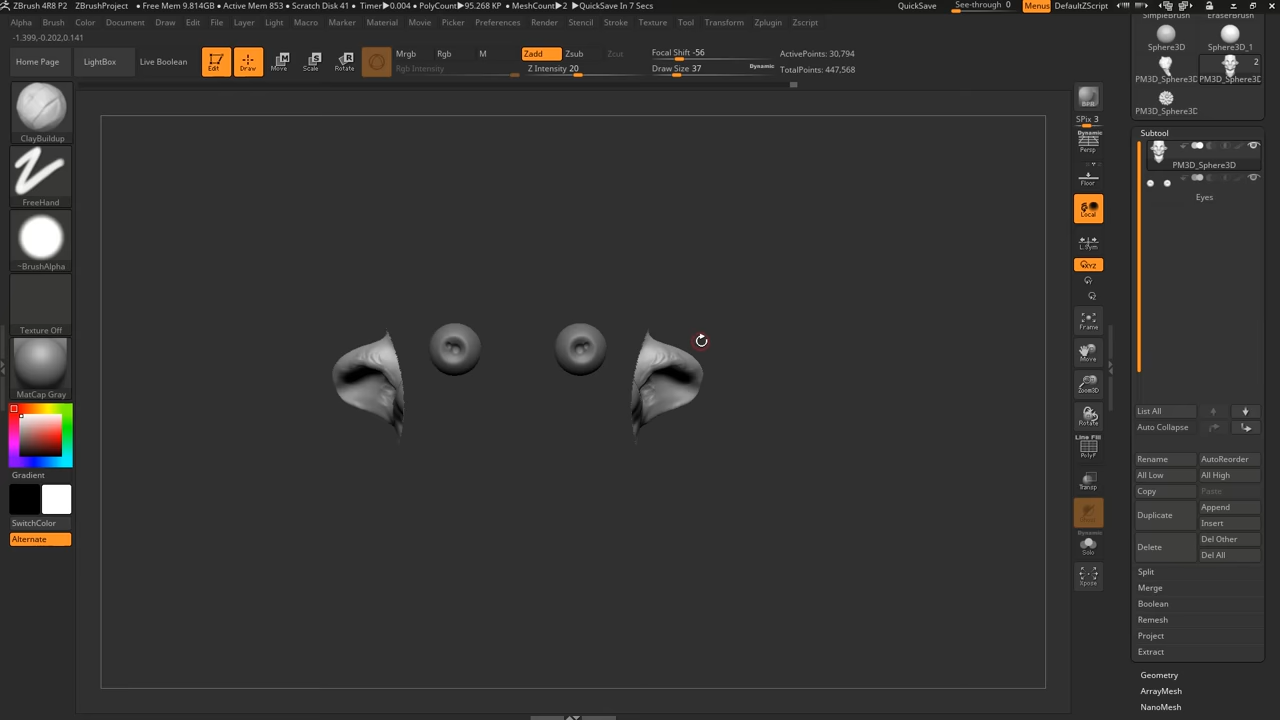 ZBrush 4R8 P2 ZBrushProject • Free Mem 9.814GB • Active Mem 853 • Scratch Disk 41 • Timer▶0.004 • PolyCount▶95.268 KP • MeshCount▶2 ▶QuickSave In 7 Secs QuickSave See-through 0 Menus DefaultZScript
Alpha Brush Color Document Draw Edit File Layer Light Macro Marker Material Movie Picker Preferences Render Stencil Stroke Texture Tool Transform Zplugin Zscript
-1.399,-0.202,0.141
Home Page LightBox Live Boolean Edit Draw Move Scale Rotate
Mrgb Rgb M Zadd Zsub Zcut Focal Shift -56 ActivePoints: 30,794
Rgb Intensity Z Intensity 20 Draw Size 37 Dynamic TotalPoints: 447,568
ClayBuildup
FreeHand
~BrushAlpha
Texture Off
MatCap Gray
Gradient
SwitchColor
Alternate
BPR
SPix 3
Dynamic
Persp
Floor
Local
L.Sym
XYZ
Frame
Move
Zoom3D
Rotate
Line Fill
PolyF
Transp
Dynamic
Solo
Xpose
SimpleBrush EraserBrush
Sphere3D Sphere3D_1
2
PM3D_Sphere3D PM3D_Sphere3D
PM3D_Sphere3D
Subtool
PM3D_Sphere3D
Eyes
List All
Auto Collapse
Rename AutoReorder
All Low All High
Copy Paste
Duplicate Append
Insert
Delete Del Other
Del All
Split
Merge
Boolean
Remesh
Project
Extract
Geometry
ArrayMesh
NanoMesh